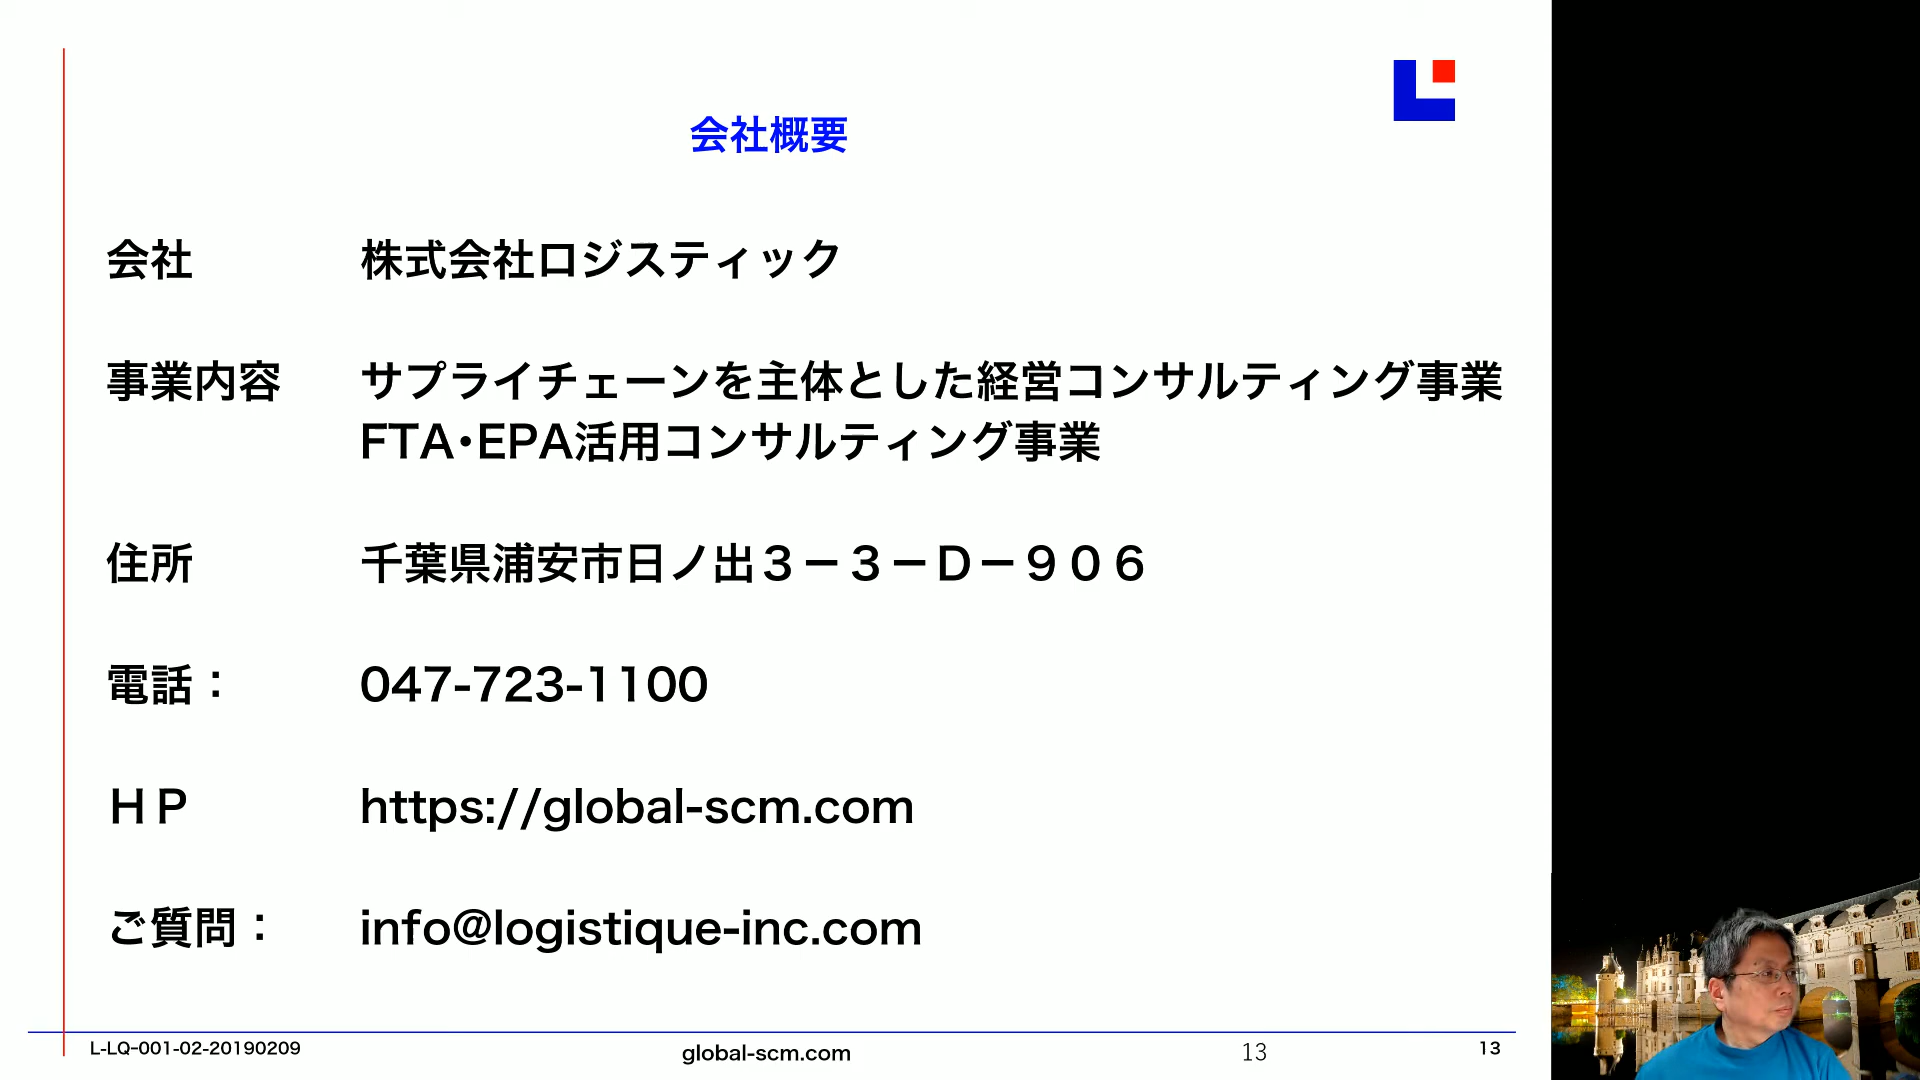 会社概要
会社 株式会社ロジスティック
事業内容 サプライチェーンを主体とした経営コンサルティング事業
FTA･EPA活用コンサルティング事業
住所 千葉県浦安市日ノ出３－３－Ｄ－９０６
電話： 047-723-1100
ＨＰ https://global-scm.com
ご質問： info@logistique-inc.com
L-LQ-001-02-20190209 global-scm.com 13 13